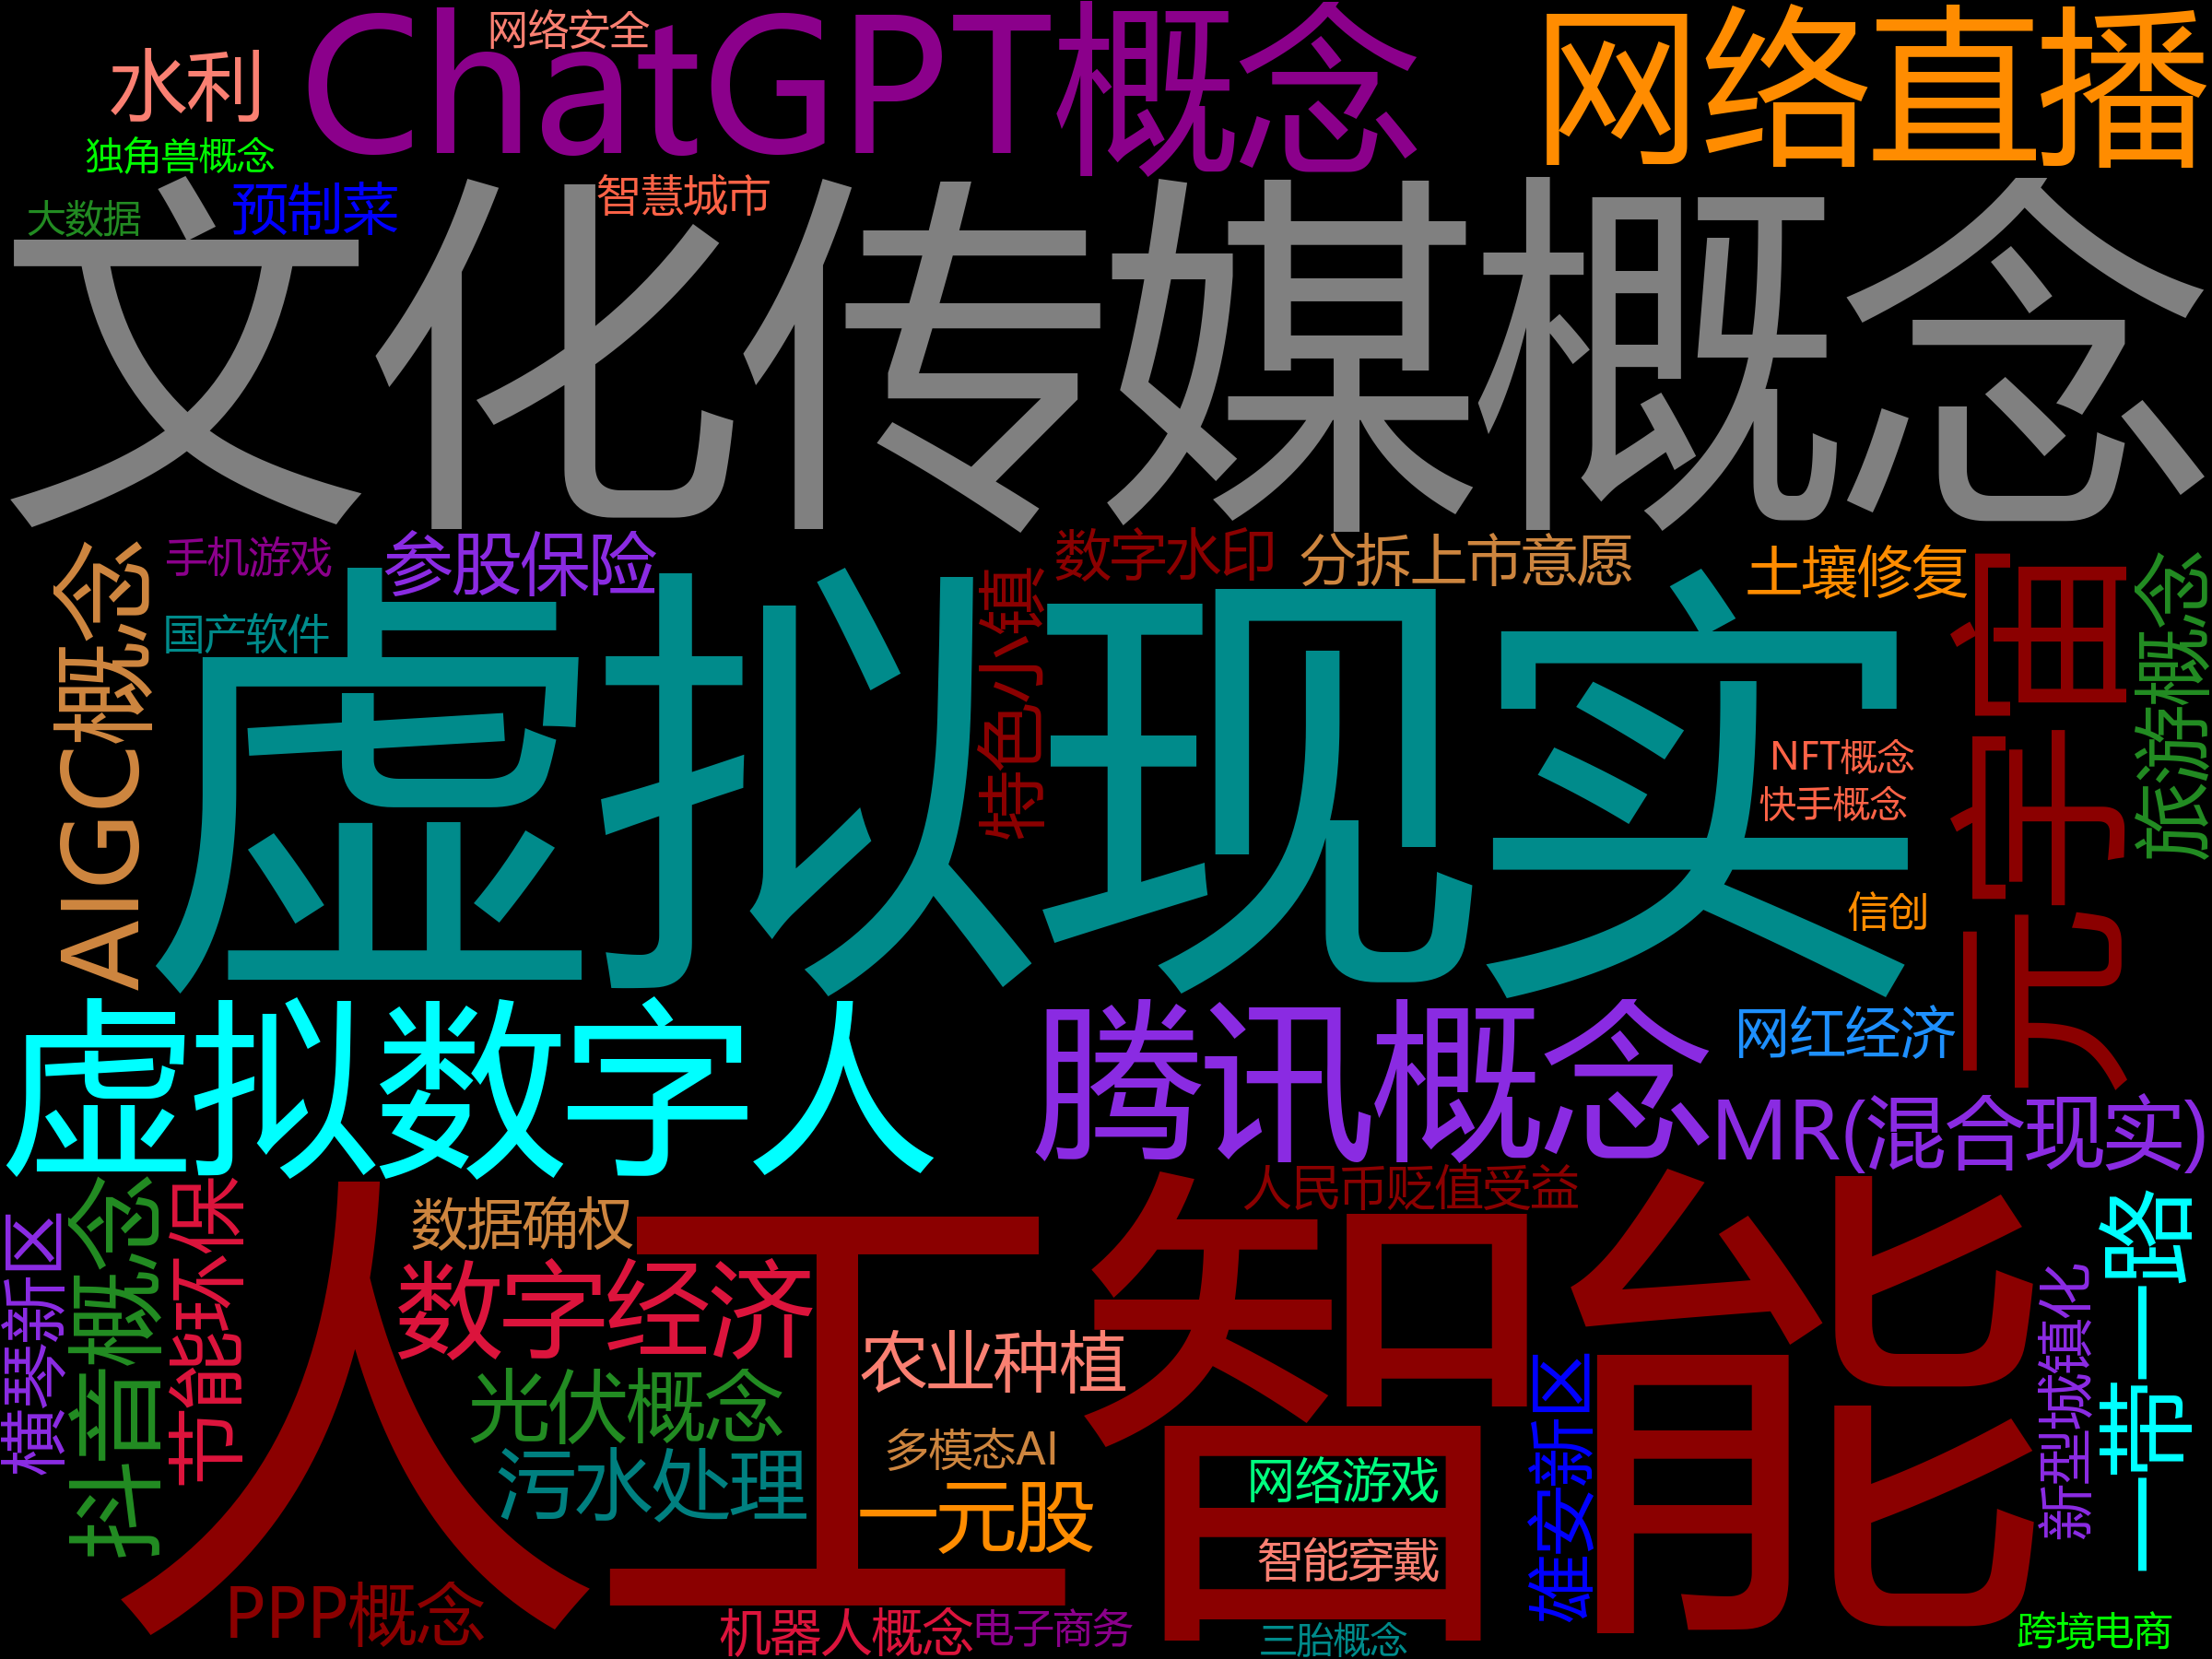 网络安全
ChatGPT概念
网络直播
水利
独角兽概念
大数据
预制菜
智慧城市
文化传媒概念
手机游戏
参股保险
数字水印
分拆上市意愿
土壤修复
国产软件
AIGC概念
虚拟现实
特色小镇
元宇宙
旅游概念
NFT概念
快手概念
信创
虚拟数字人
腾讯概念
网红经济
MR(混合现实)
人民币贬值受益
横琴新区
抖音概念
节能环保
数据确权
人工智能
数字经济
农业种植
光伏概念
多模态AI
污水处理
一元股
网络游戏
智能穿戴
雄安新区
新型城镇化
一带一路
PPP概念
机器人概念
电子商务
三胎概念
跨境电商